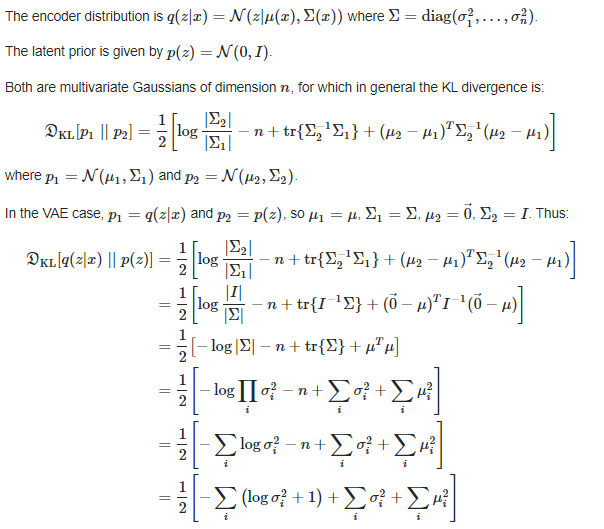 The encoder distribution is q(z|x) = 𝒩(z|μ(x), Σ(x)) where Σ = diag(σ₁², . . . , σₙ²).
The latent prior is given by p(z) = 𝒩(0, I).
Both are multivariate Gaussians of dimension n, for which in general the KL divergence is:
𝔇_KL[p₁ || p₂] = 1/2 [log |Σ₂|/|Σ₁| − n + tr{Σ₂⁻¹Σ₁} + (μ₂ − μ₁)ᵀΣ₂⁻¹(μ₂ − μ₁)]
where p₁ = 𝒩(μ₁, Σ₁) and p₂ = 𝒩(μ₂, Σ₂).
In the VAE case, p₁ = q(z|x) and p₂ = p(z), so μ₁ = μ, Σ₁ = Σ, μ₂ = 0⃗, Σ₂ = I. Thus:
𝔇_KL[q(z|x) || p(z)] = 1/2 [log |Σ₂|/|Σ₁| − n + tr{Σ₂⁻¹Σ₁} + (μ₂ − μ₁)ᵀΣ₂⁻¹(μ₂ − μ₁)]
= 1/2 [log |I|/|Σ| − n + tr{I⁻¹Σ} + (0⃗ − μ)ᵀI⁻¹(0⃗ − μ)]
= 1/2 [− log |Σ| − n + tr{Σ} + μᵀμ]
= 1/2 [− log ∏ᵢ σᵢ² − n + ∑ᵢ σᵢ² + ∑ᵢ μᵢ²]
= 1/2 [− ∑ᵢ log σᵢ² − n + ∑ᵢ σᵢ² + ∑ᵢ μᵢ²]
= 1/2 [− ∑ᵢ (log σᵢ² + 1) + ∑ᵢ σᵢ² + ∑ᵢ μᵢ²]